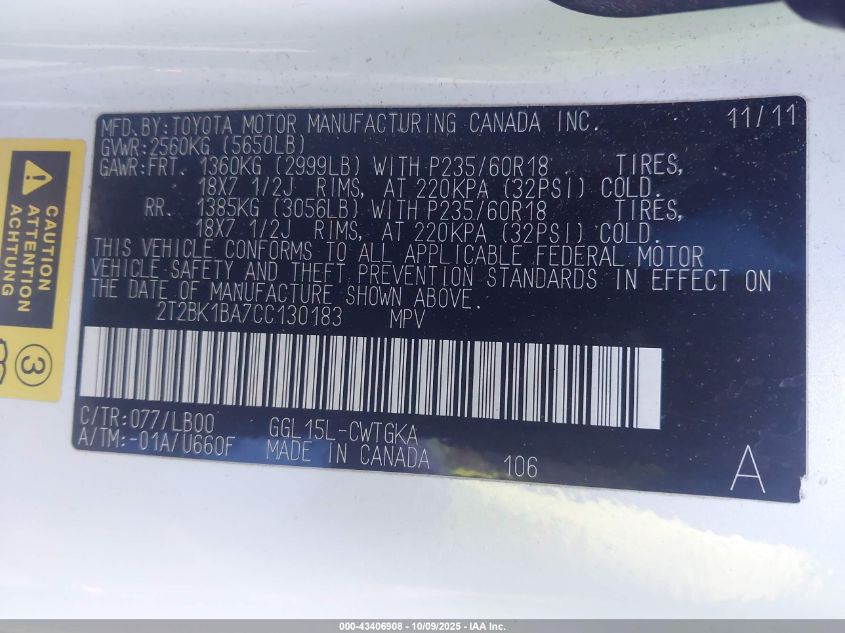 MFD.BY:TOYOTA MOTOR MANUFACTURING CANADA INC. 11/11
GVWR:2560KG (5650LB)
GAWR:FRT. 1360KG (2999LB) WITH P235/60R18 TIRES,
18X7 1/2J RIMS, AT 220KPA (32PSI) COLD.
RR. 1385KG (3056LB) WITH P235/60R18 TIRES,
18X7 1/2J RIMS, AT 220KPA (32PSI) COLD.
THIS VEHICLE CONFORMS TO ALL APPLICABLE FEDERAL MOTOR
VEHICLE SAFETY AND THEFT PREVENTION STANDARDS IN EFFECT ON
THE DATE OF MANUFACTURE SHOWN ABOVE.
2T2BK1BA7CC130183 MPV
C/TR:077/LB00 GGL15L-CWTGKA
A/TM:-01A/U660F MADE IN CANADA 106 A
CAUTION
ATTENTION
ACHTUNG
3
000-43406908 - 10/09/2025 - IAA Inc.